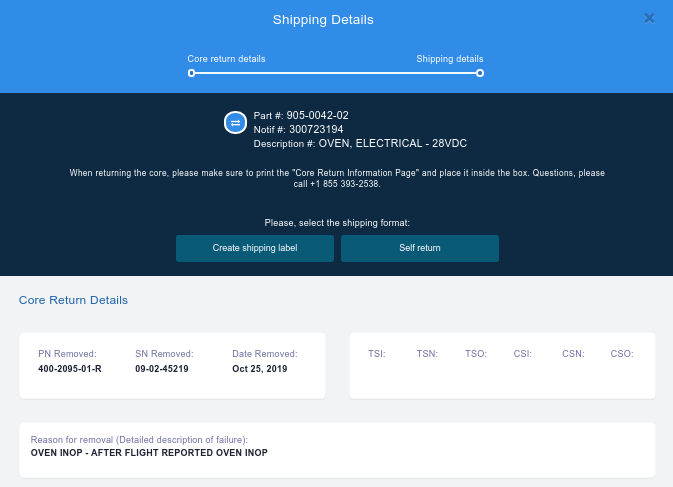 Shipping Details
Core return details
Shipping details
Part #: 905-0042-02
Notif #: 300723194
Description #: OVEN, ELECTRICAL - 28VDC
When returning the core, please make sure to print the "Core Return Information Page" and place it inside the box. Questions, please
call +1 855 393-2538.
Please, select the shipping format:
Create shipping label
Self return
Core Return Details
PN Removed:
400-2095-01-R
SN Removed:
09-02-45219
Date Removed:
Oct 25, 2019
TSI:
TSN:
TSO:
CSI:
CSN:
CSO:
Reason for removal (Detailed description of failure):
OVEN INOP - AFTER FLIGHT REPORTED OVEN INOP